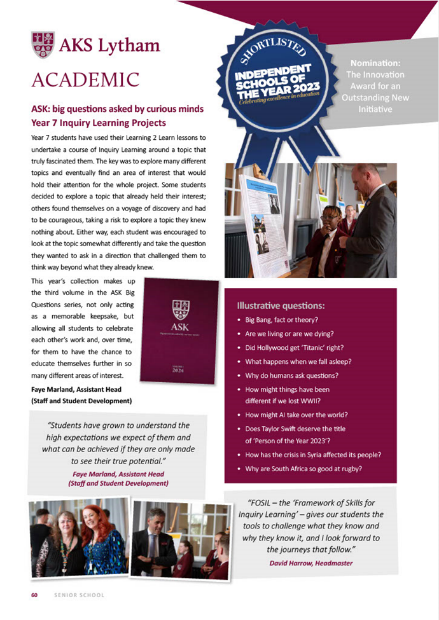 AKS Lytham
ACADEMIC
ASK: big questions asked by curious minds
Year 7 Inquiry Learning Projects
Year 7 students have used their Learning 2 Learn lessons to
undertake a course of Inquiry Learning around a topic that
truly fascinated them. The key was to explore many different
topics and eventually find an area of interest that would
hold their attention for the whole project. Some students
decided to explore a topic that already held their interest;
others found themselves on a voyage of discovery and had
to be courageous, taking a risk to explore a topic they knew
nothing about. Either way, each student was encouraged to
look at the topic somewhat differently and take the question
they wanted to ask in a direction that challenged them to
think way beyond what they already knew.
This year's collection makes up
the third volume in the ASK Big
Questions series, not only acting
as a memorable keepsake, but
allowing all students to celebrate
each other's work and, over time,
for them to have the chance to
educate themselves further in so
many different areas of interest.
Faye Marland, Assistant Head
(Staff and Student Development)
ASK
2024
"Students have grown to understand the
high expectations we expect of them and
what can be achieved if they are only made
to see their true potential."
Faye Marland, Assistant Head
(Staff and Student Development)
SHORTLISTED
INDEPENDENT
SCHOOLS OF
THE YEAR 2023
Celebrating excellence in education
Nomination:
The Innovation
Award for an
Outstanding New
Initiative
Illustrative questions:
• Big Bang, fact or theory?
• Are we living or are we dying?
• Did Hollywood get 'Titanic' right?
• What happens when we fall asleep?
• Why do humans ask questions?
• How might things have been
different if we lost WWII?
• How might AI take over the world?
• Does Taylor Swift deserve the title
of 'Person of the Year 2023'?
• How has the crisis in Syria affected its people?
• Why are South Africa so good at rugby?
"FOSIL – the 'Framework of Skills for
Inquiry Learning' – gives our students the
tools to challenge what they know and
why they know it, and I look forward to
the journeys that follow."
David Harrow, Headmaster
60 SENIOR SCHOOL